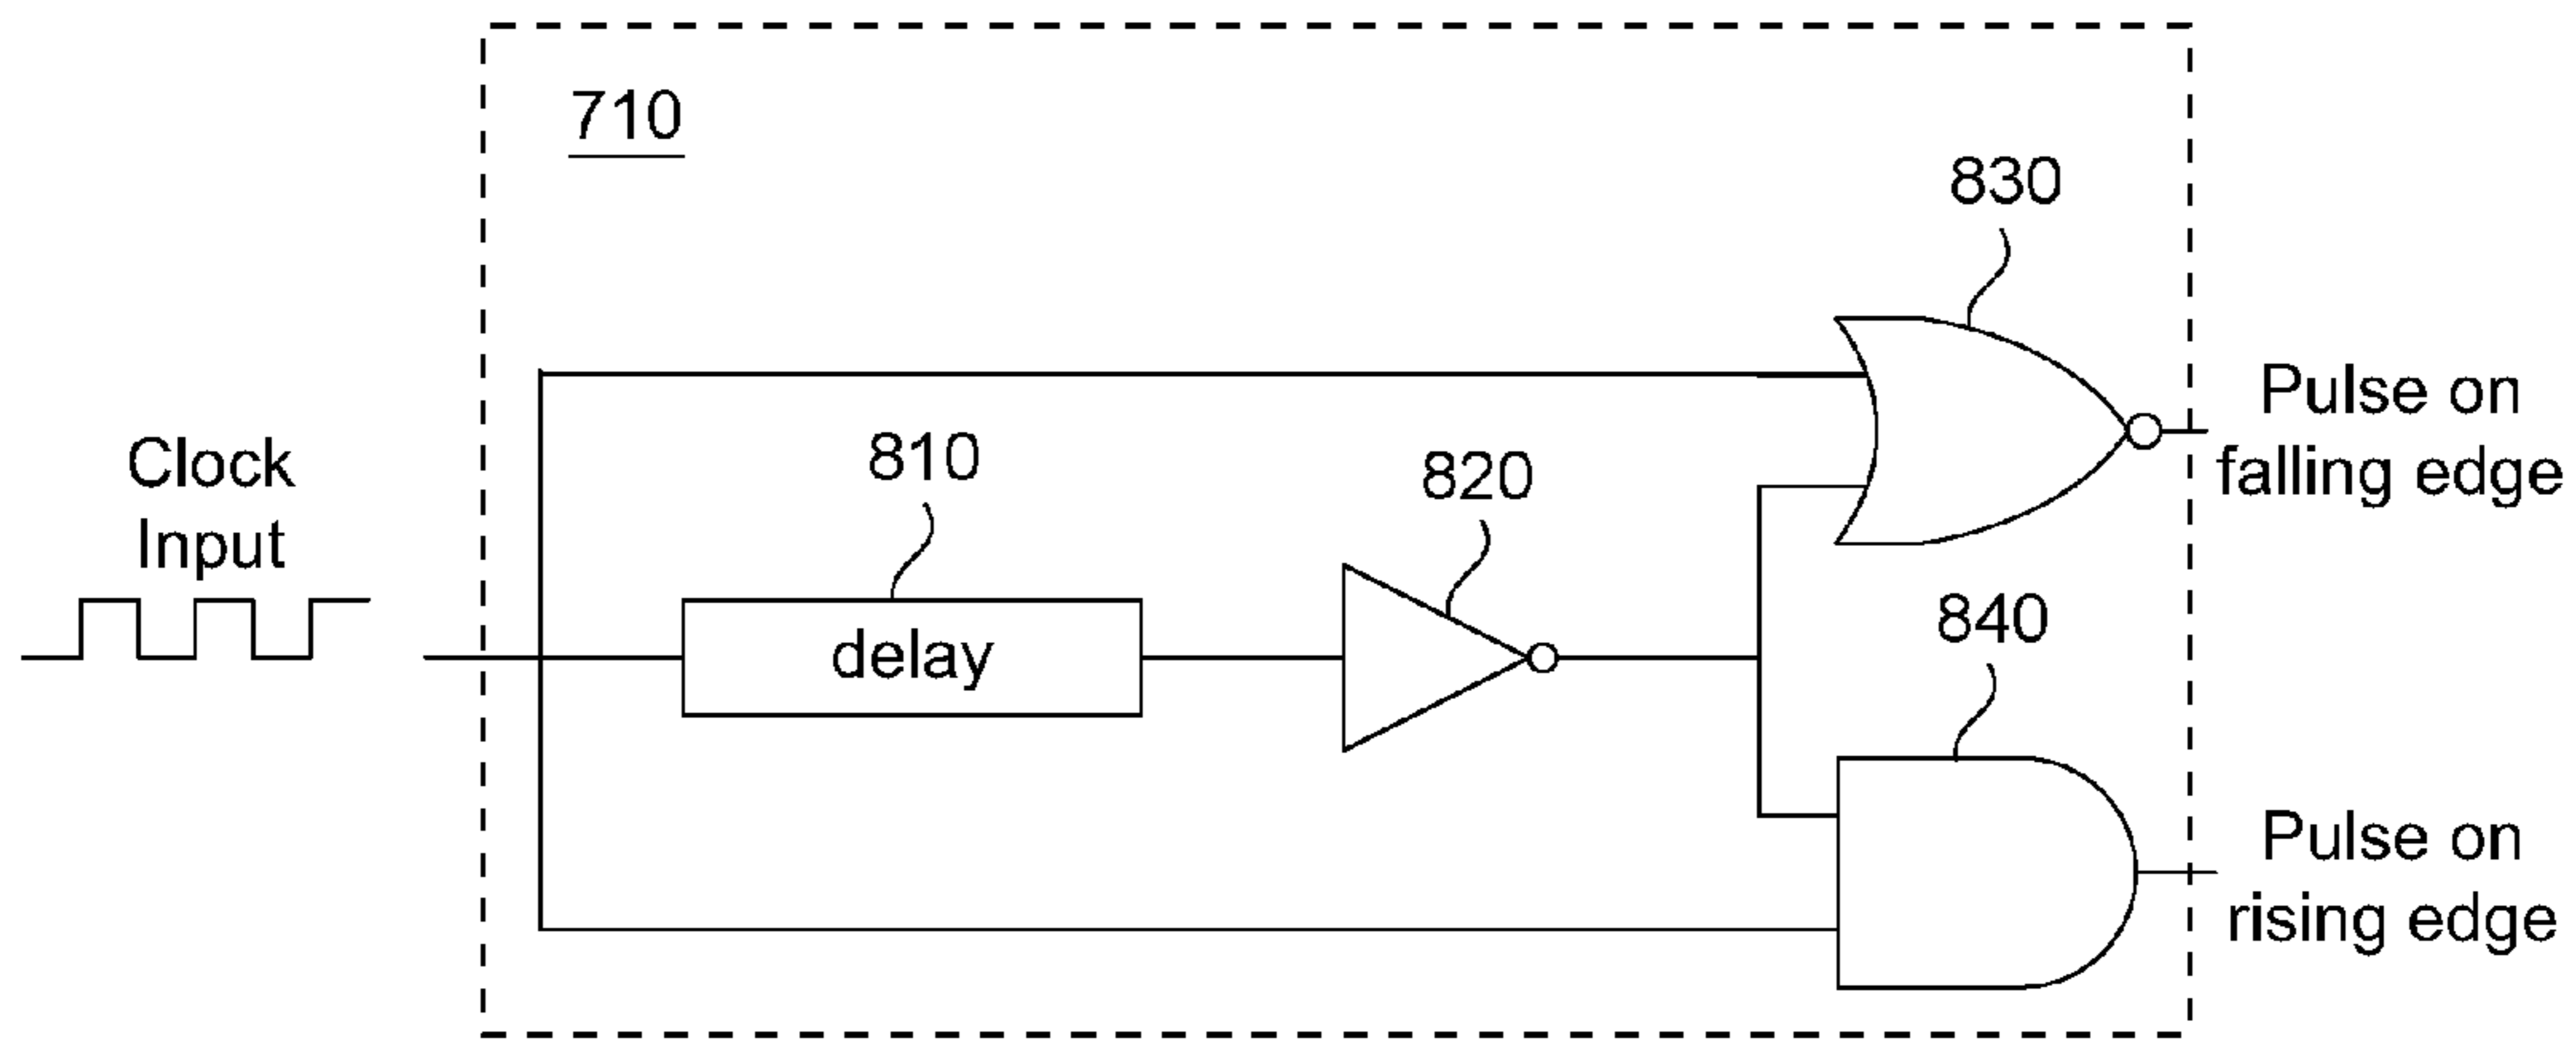 710
830
Pulse on
falling edge
Clock
Input
810
820
delay
840
Pulse on
rising edge